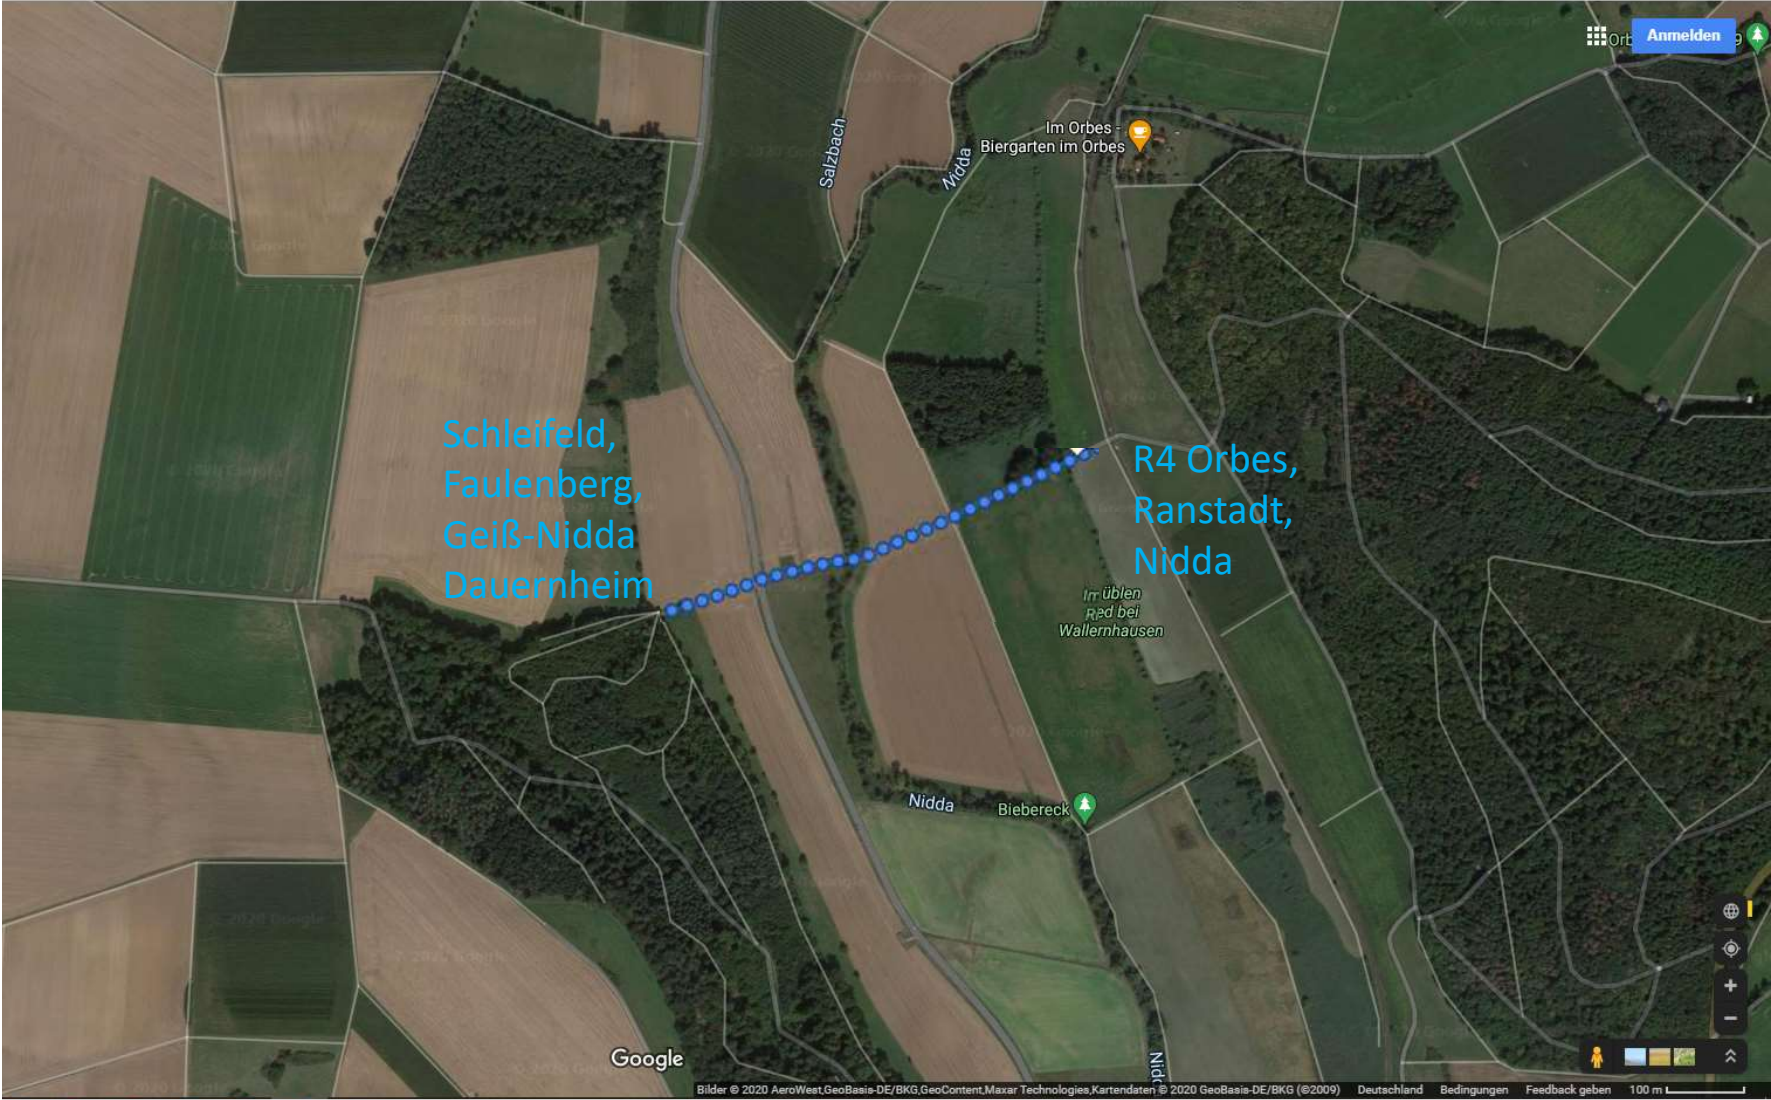 Orb
Anmelden
9
Im Orbes -
Biergarten im Orbes
Salzbach
Nidda
Schleifeld,
Faulenberg,
Geiß-Nidda
Dauernheim
R4 Orbes,
Ranstadt,
Nidda
üblen
bei
Wallernhausen
Nidda
Biebereck
Google
Bilder © 2020 AeroWest,GeoBasis-DE/BKG,GeoContent,Maxar Technologies,Kartendaten © 2020 GeoBasis-DE/BKG (©2009) Deutschland Bedingungen Feedback geben 100 m